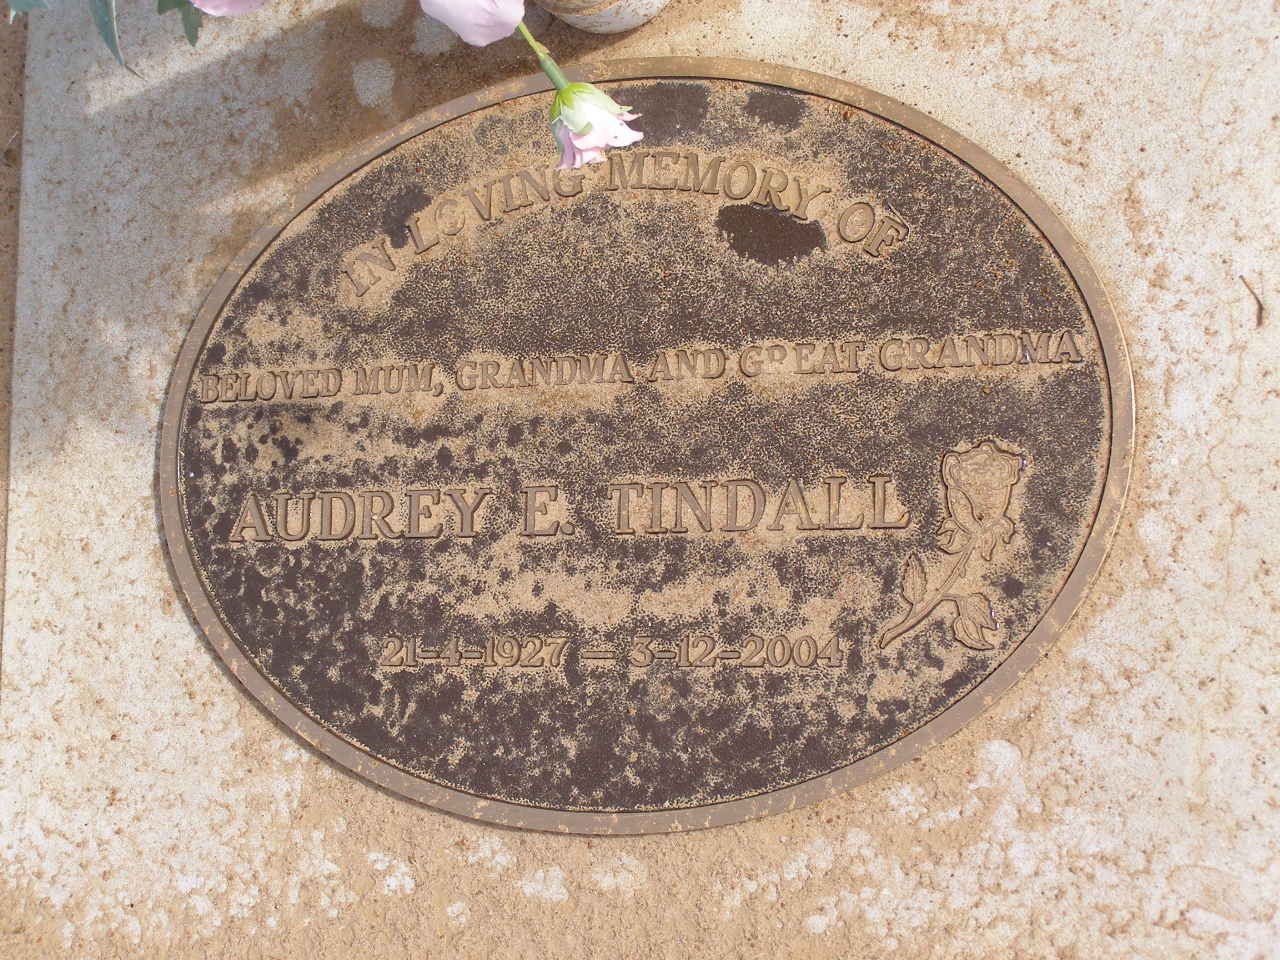 IN LOVING MEMORY OF
BELOVED MUM, GRANDMA AND GREAT GRANDMA
AUDREY E. TINDALL
21-4-1927 – 3-12-2004